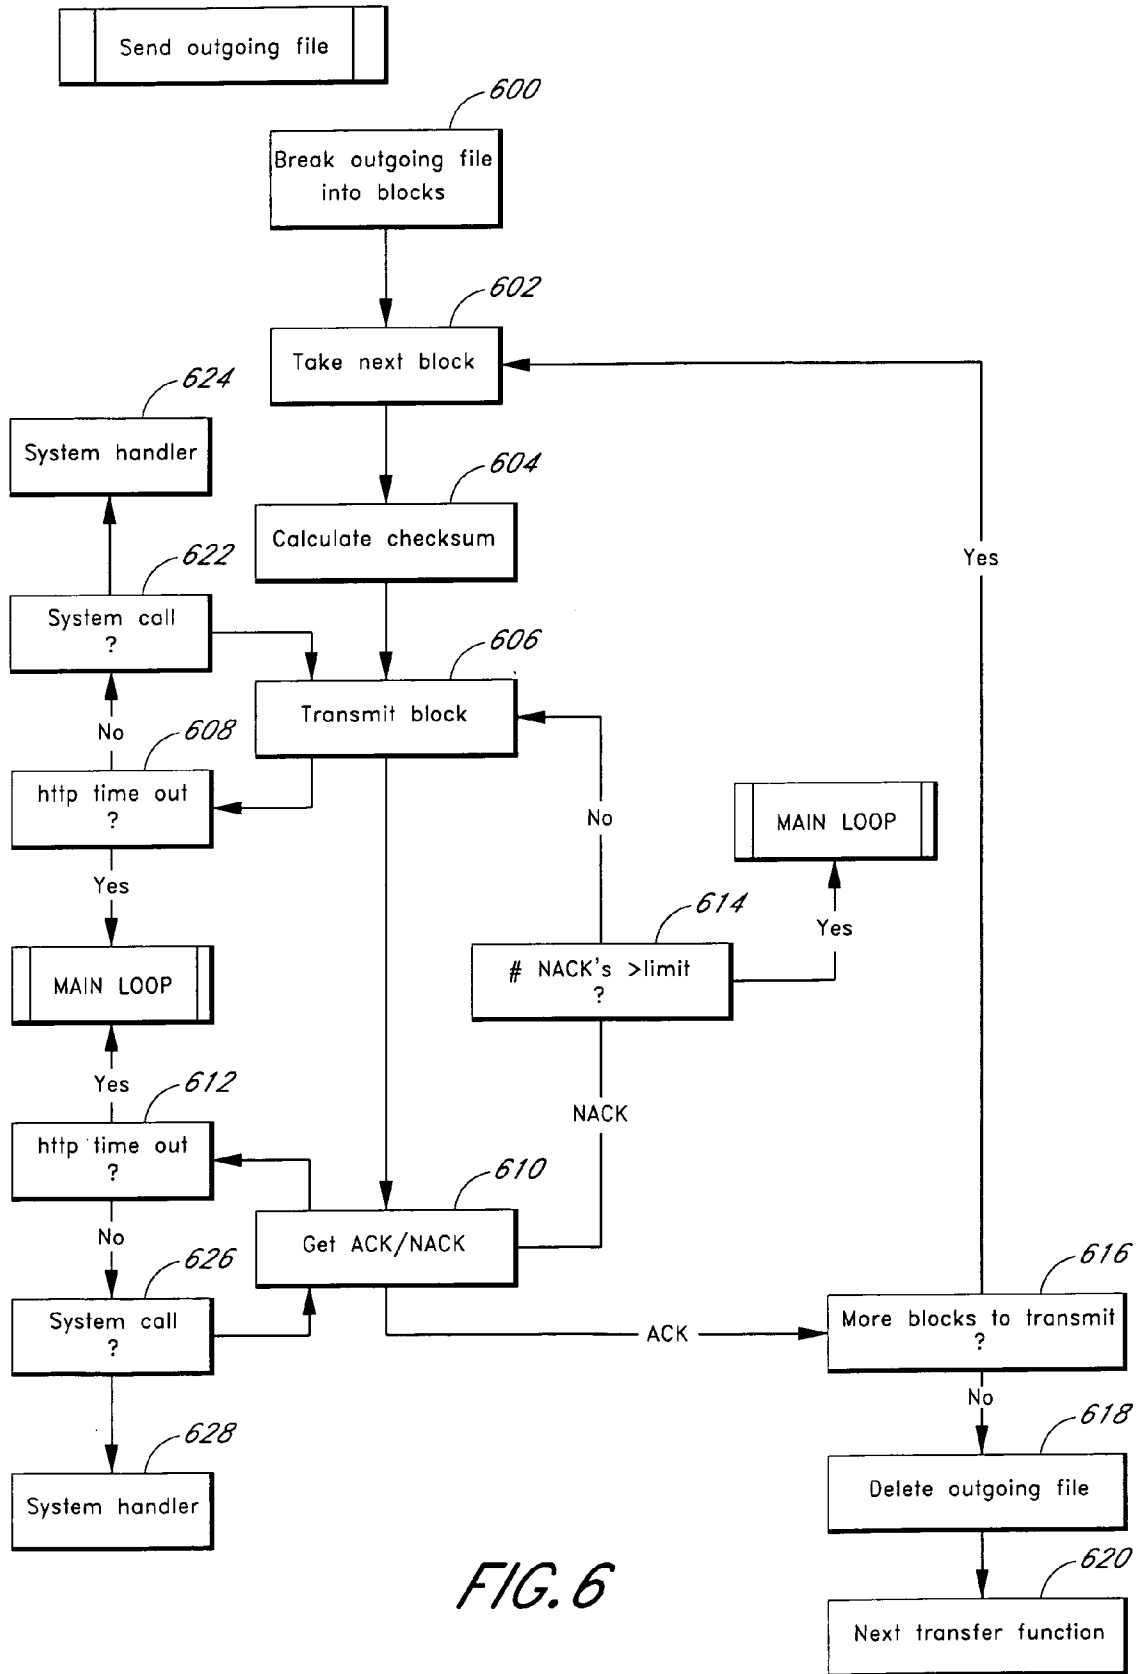 Send outgoing file
600
Break outgoing file
into blocks
602
Take next block
624
System handler
604
Calculate checksum
622
System call
?
606
Transmit block
No
608
http time out
?
Yes
MAIN LOOP
Yes
612
http time out
?
No
626
System call
?
628
System handler
610
Get ACK/NACK
NACK
614
# NACK's >limit
?
No
Yes
MAIN LOOP
Yes
ACK
616
More blocks to transmit
?
No
618
Delete outgoing file
620
Next transfer function
FIG. 6